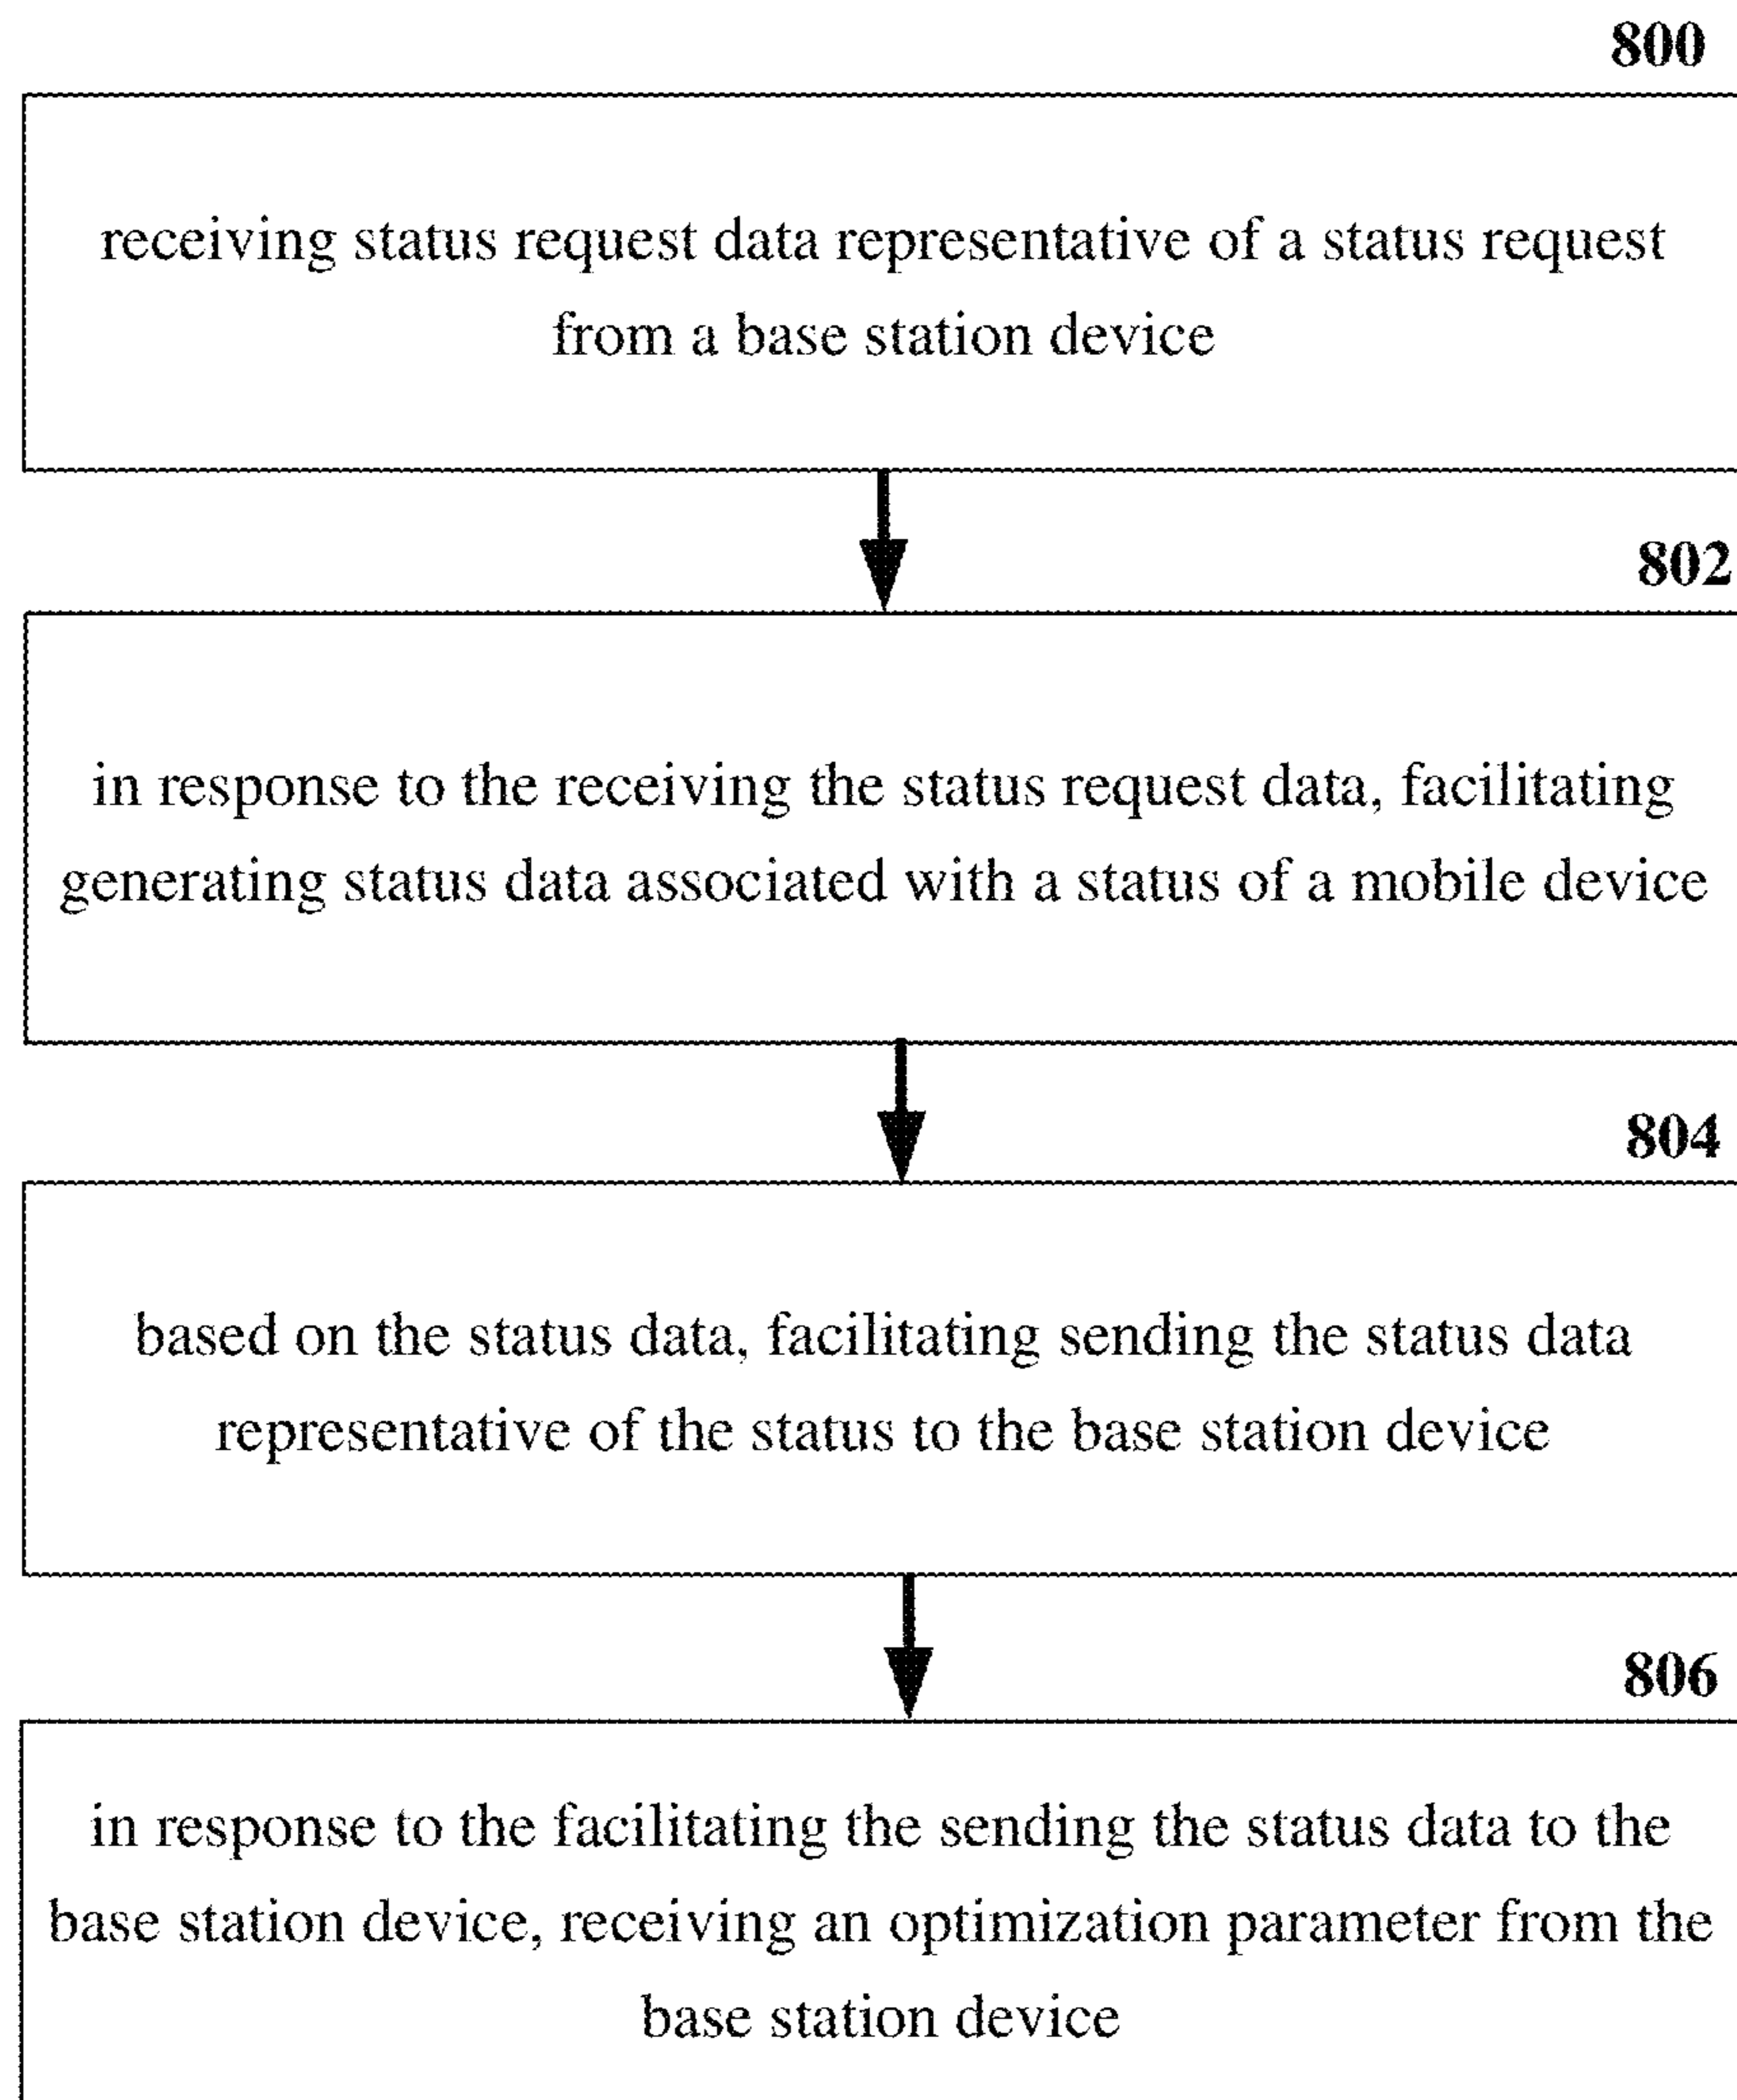 800
receiving status request data representative of a status request
from a base station device
802
in response to the receiving the status request data, facilitating
generating status data associated with a status of a mobile device
804
based on the status data, facilitating sending the status data
representative of the status to the base station device
806
in response to the facilitating the sending the status data to the
base station device, receiving an optimization parameter from the
base station device